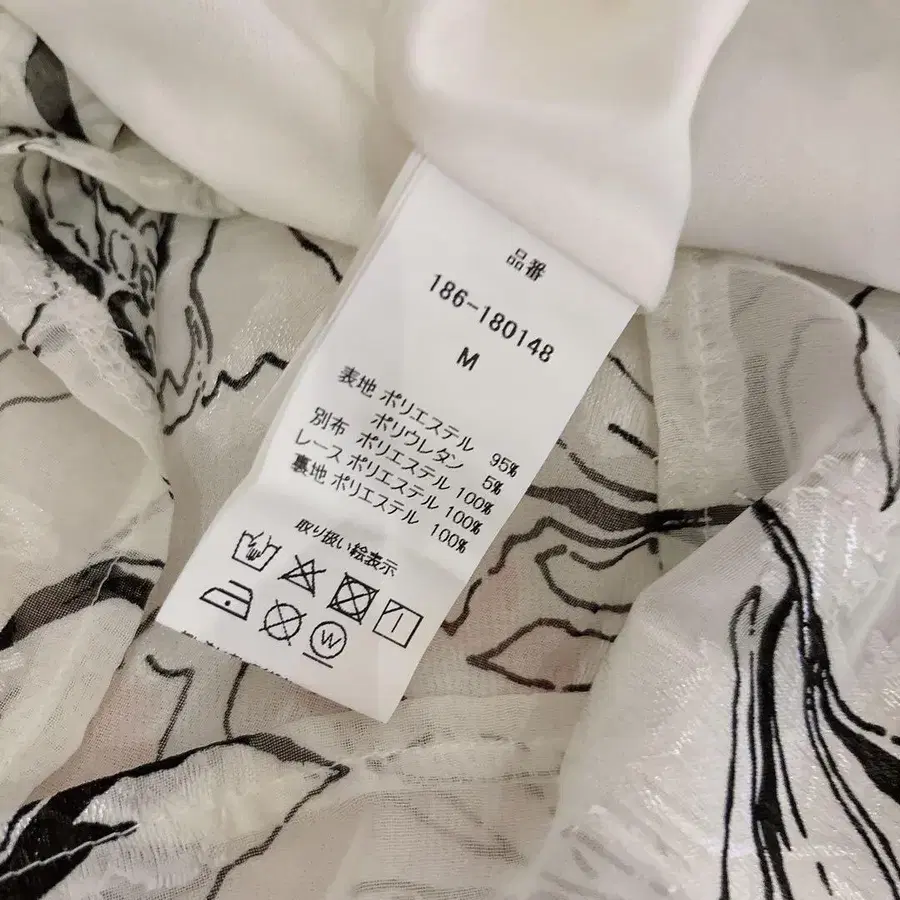 品番
186-180148
M
表地 ポリエステル 95%
ポリウレタン 5%
別布 ポリエステル 100%
レース ポリエステル 100%
裏地 ポリエステル 100%
取り扱い絵表示
W